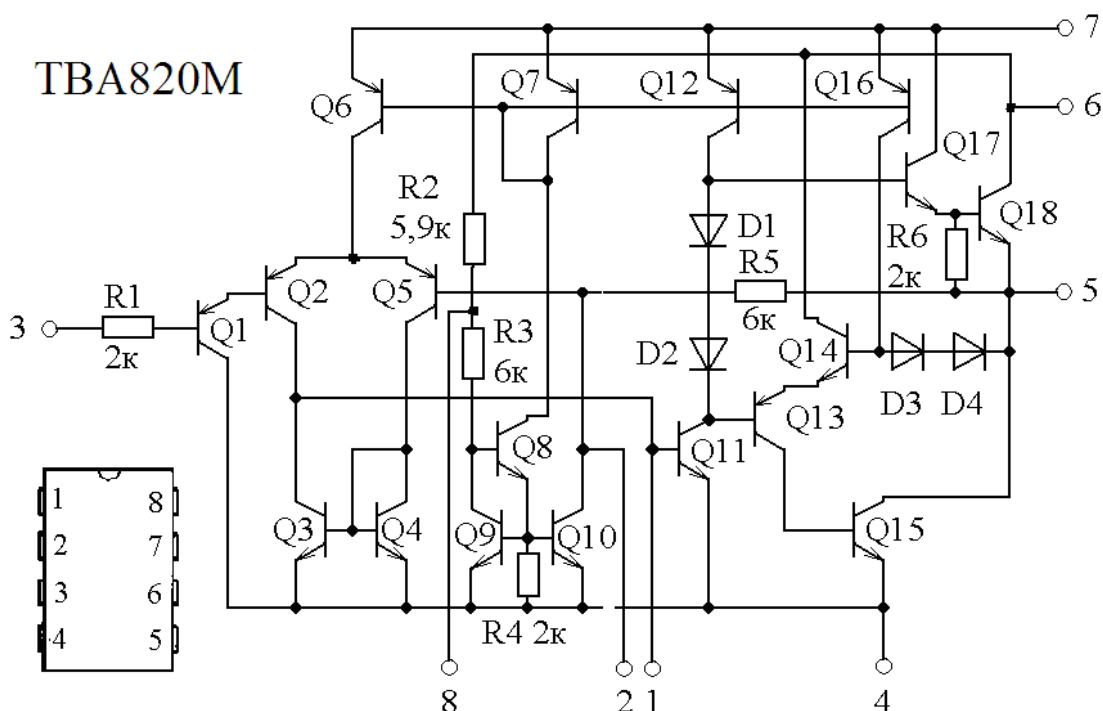 TBA820M
7
Q6
Q7
Q12
Q16
6
Q17
R2
5,9к
D1
R6
2к
Q18
R5
6к
5
Q2
Q5
3
R1
2к
Q1
R3
6к
D2
Q14
D3
D4
Q13
Q8
Q11
Q3
Q4
Q9
Q10
Q15
R4 2к
1 8
2 7
3 6
4 5
8
2
1
4